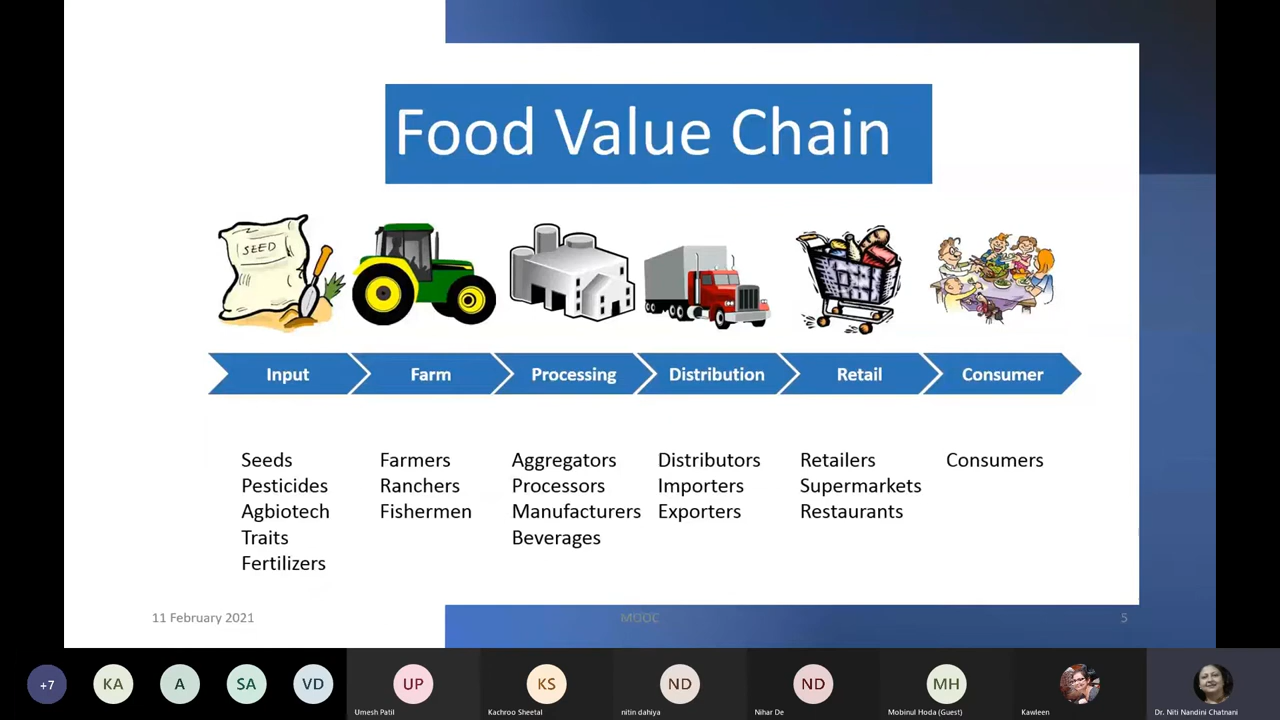 Food Value Chain
SEED
Input
Farm
Processing
Distribution
Retail
Consumer
Seeds
Pesticides
Agbiotech
Traits
Fertilizers
Farmers
Ranchers
Fishermen
Aggregators
Processors
Manufacturers
Beverages
Distributors
Importers
Exporters
Retailers
Supermarkets
Restaurants
Consumers
11 February 2021
MOOC
5
+7
KA
A
SA
VD
UP
Umesh Patil
KS
Kachroo Sheetal
ND
nitin dahiya
ND
Nihar De
MH
Mobinul Hoda (Guest)
Kawleen
Dr. Niti Nandini Chatnani